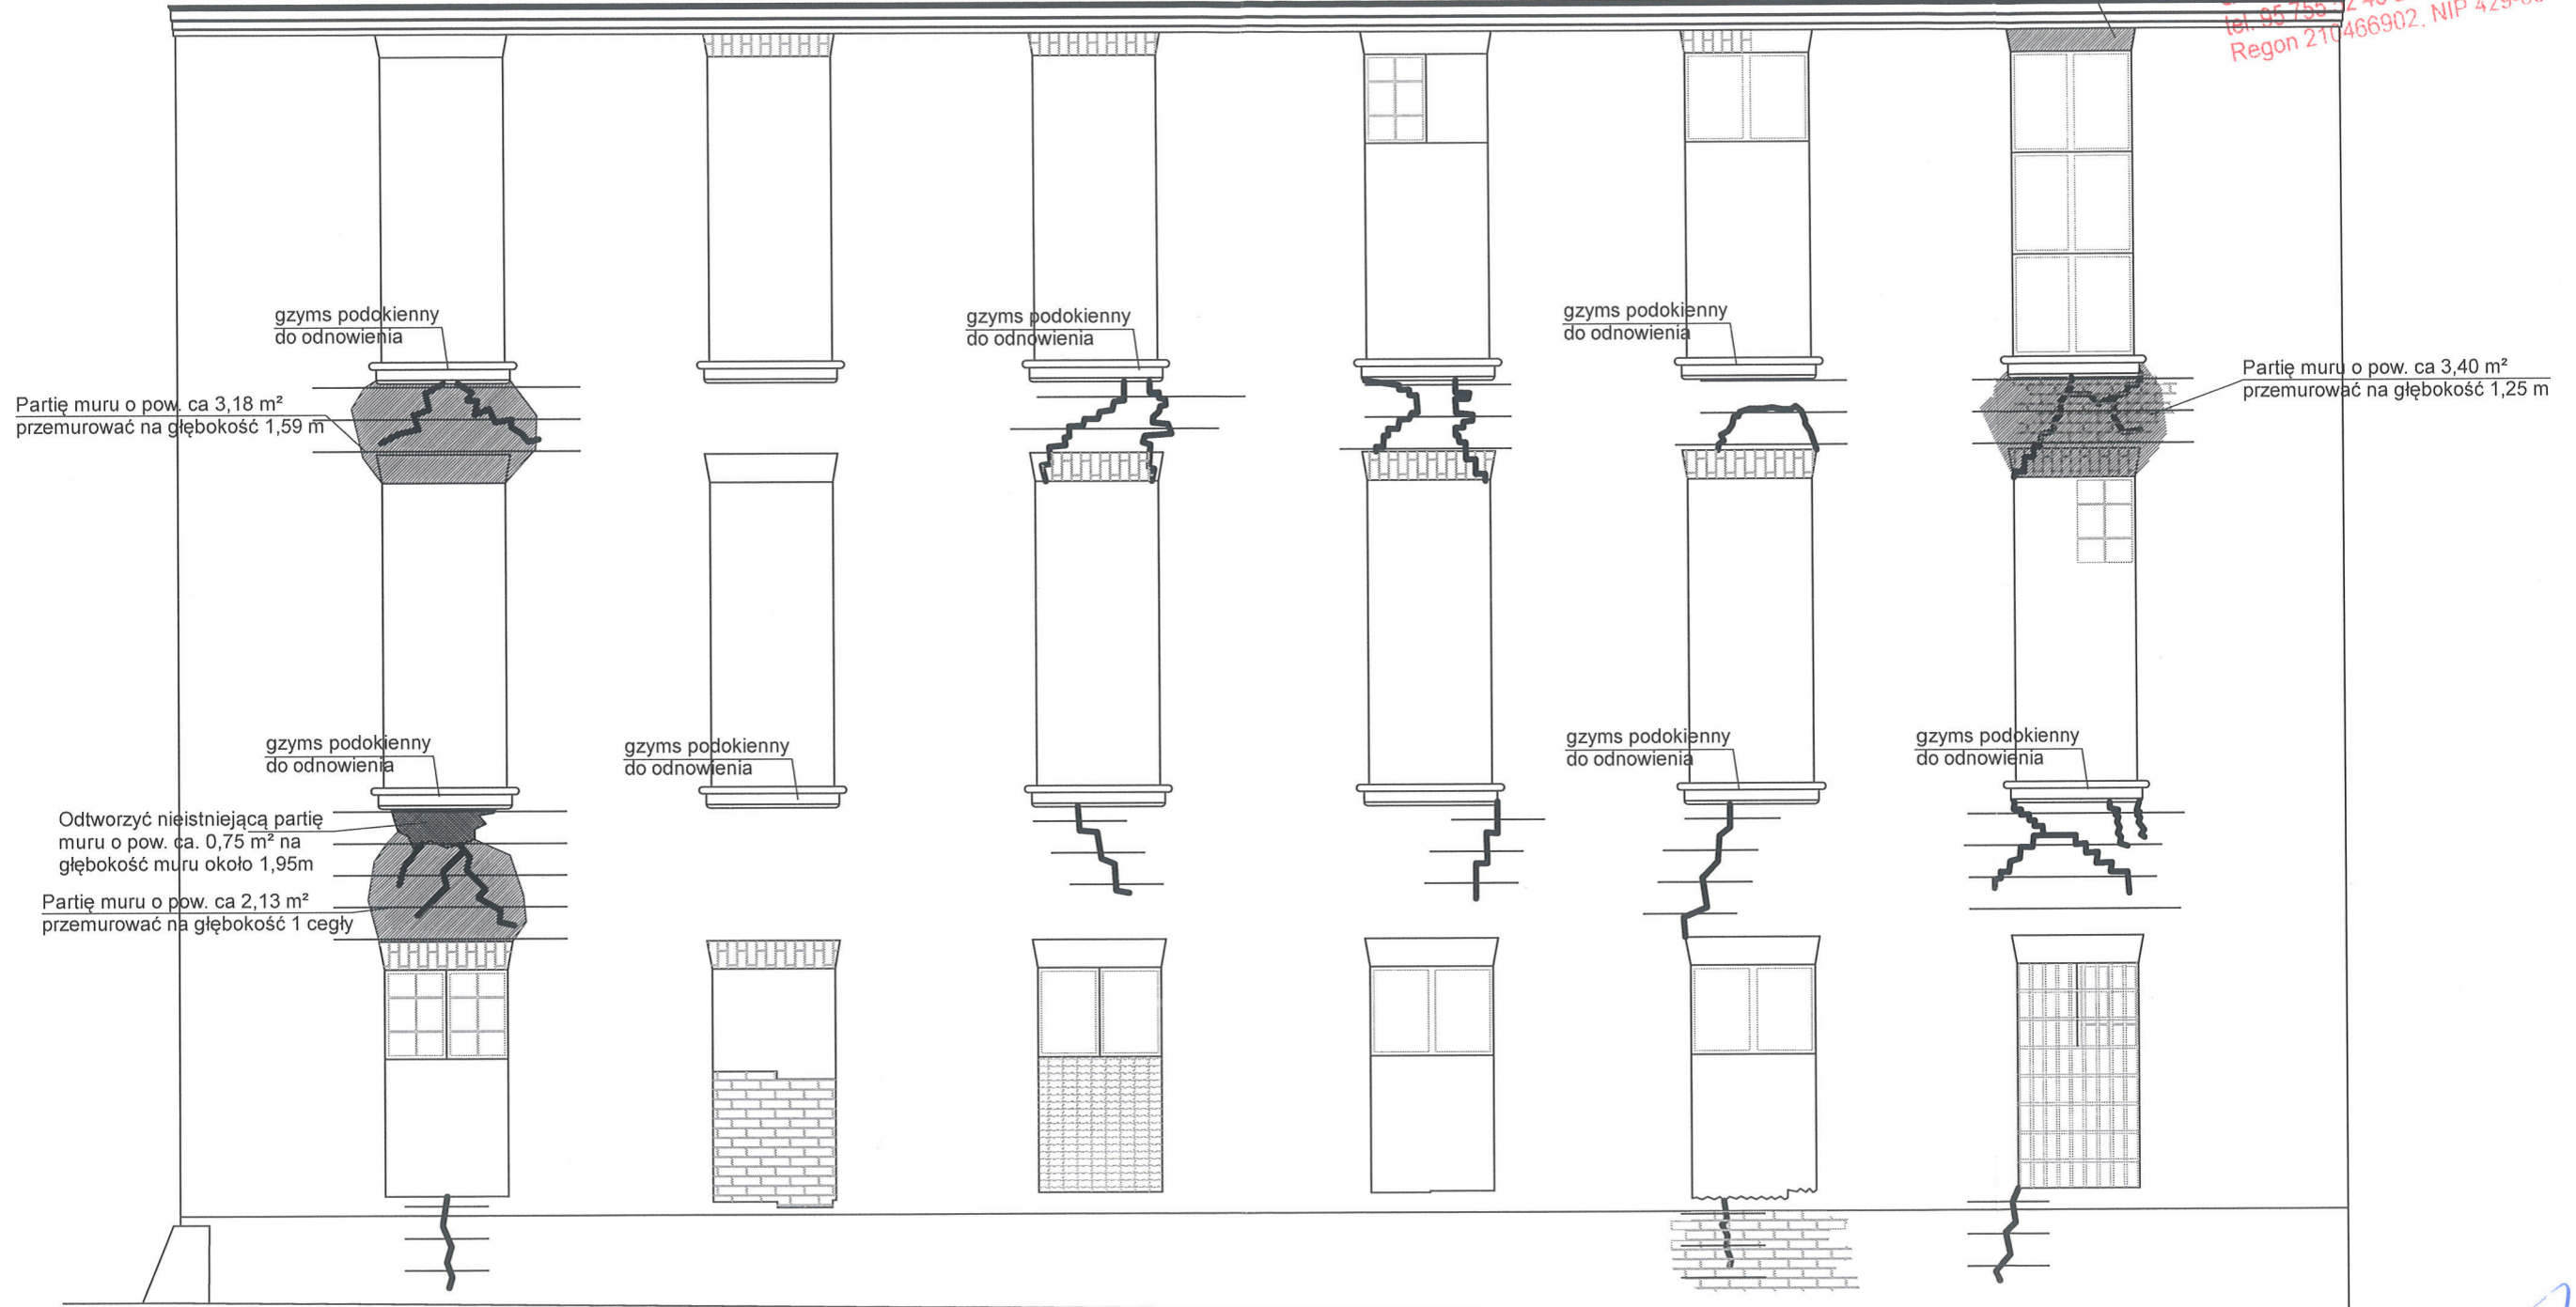 tel. 95 755
Regon 210466902, NIP 429-
gzyms podokienny
do odnowienia
gzyms podokienny
do odnowienia
gzyms podokienny
do odnowienia
Partię muru o pow. ca 3,18 m²
przemurować na głębokość 1,59 m
Partię muru o pow. ca 3,40 m²
przemurować na głębokość 1,25 m
gzyms podokienny
do odnowienia
gzyms podokienny
do odnowienia
gzyms podokienny
do odnowienia
gzyms podokienny
do odnowienia
Odtworzyć nieistniejącą partię
muru o pow. ca. 0,75 m² na
głębokość muru około 1,95m
Partię muru o pow. ca 2,13 m²
przemurować na głębokość 1 cegły